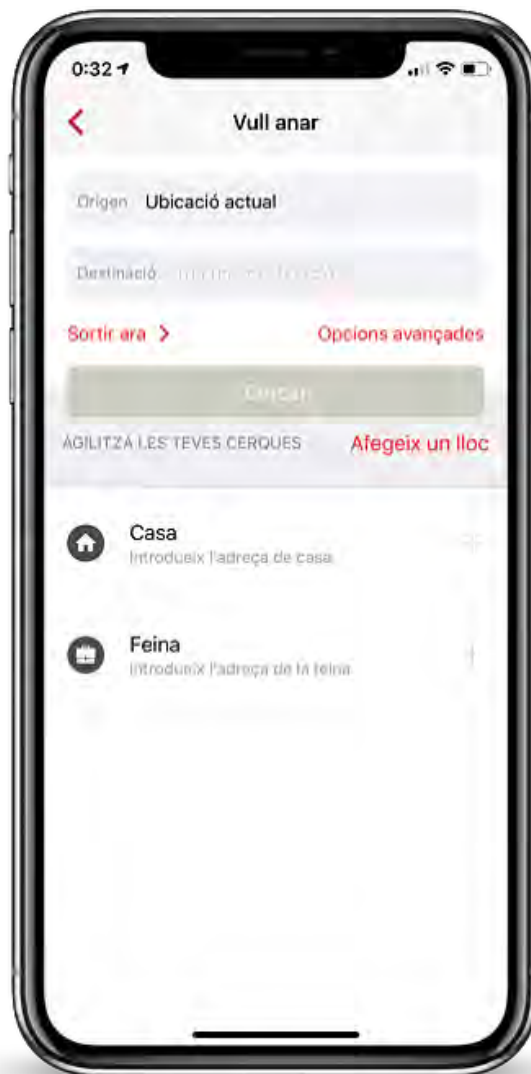 0:32
Vull anar
Origen Ubicació actual
Destinació
Sortir ara
Opcions avançades
Cercar
AGILITZA LES TEVES CERQUES
Afegeix un lloc
Casa
Introdueix l'adreça de casa
Feina
Introdueix l'adreça de la feina